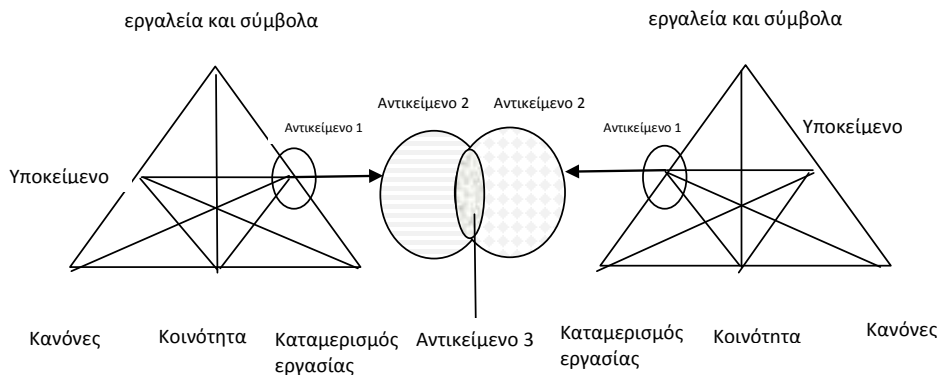 εργαλεία και σύμβολα
εργαλεία και σύμβολα
Αντικείμενο 2
Αντικείμενο 2
Αντικείμενο 1
Αντικείμενο 1
Υποκείμενο
Υποκείμενο
Κανόνες
Κοινότητα
Καταμερισμός
εργασίας
Αντικείμενο 3
Καταμερισμός
εργασίας
Κοινότητα
Κανόνες